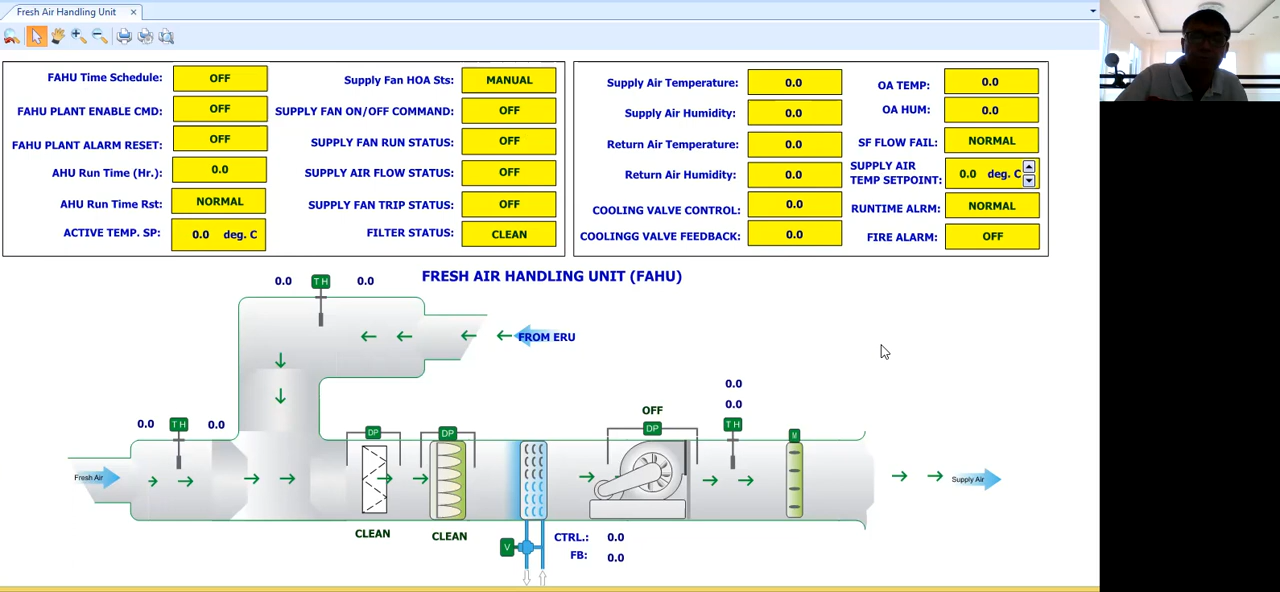 Fresh Air Handling Unit ×
FAHU Time Schedule: OFF
FAHU PLANT ENABLE CMD: OFF
FAHU PLANT ALARM RESET: OFF
AHU Run Time (Hr.): 0.0
AHU Run Time Rst: NORMAL
ACTIVE TEMP. SP: 0.0 deg. C
Supply Fan HOA Sts: MANUAL
SUPPLY FAN ON/OFF COMMAND: OFF
SUPPLY FAN RUN STATUS: OFF
SUPPLY AIR FLOW STATUS: OFF
SUPPLY FAN TRIP STATUS: OFF
FILTER STATUS: CLEAN
Supply Air Temperature: 0.0
Supply Air Humidity: 0.0
Return Air Temperature: 0.0
Return Air Humidity: 0.0
COOLING VALVE CONTROL: 0.0
COOLINGG VALVE FEEDBACK: 0.0
OA TEMP: 0.0
OA HUM: 0.0
SF FLOW FAIL: NORMAL
SUPPLY AIR
TEMP SETPOINT: 0.0 deg. C
RUNTIME ALRM: NORMAL
FIRE ALARM: OFF
FRESH AIR HANDLING UNIT (FAHU)
0.0 T H 0.0
FROM ERU
0.0
0.0
OFF
0.0 T H 0.0
DP
DP
DP
T H
M
Fresh Air
Supply Air
CLEAN
CLEAN
V
CTRL.: 0.0
FB: 0.0